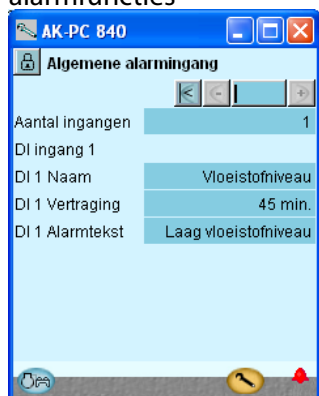 alarmfuncties
AK-PC 840
Algemene alarmingang
Aantal ingangen 1
DI ingang 1
DI 1 Naam Vloeistofniveau
DI 1 Vertraging 45 min.
DI 1 Alarmtekst Laag vloeistofniveau